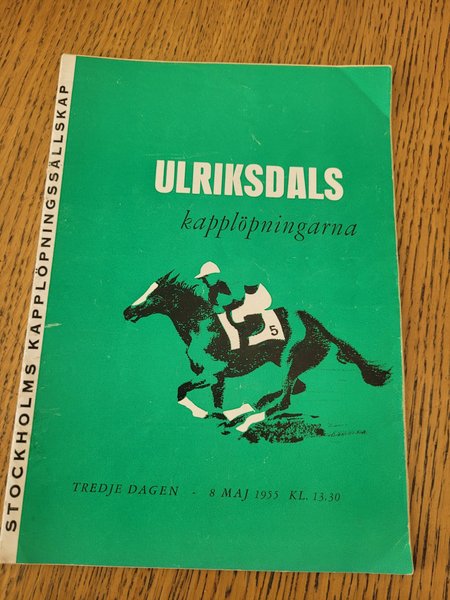 STOCKHOLMS KAPPLÖPNINGSSÄLLSKAP
ULRIKSDALS
kapplöpningarna
5
TREDJE DAGEN - 8 MAJ 1955 KL. 13.30